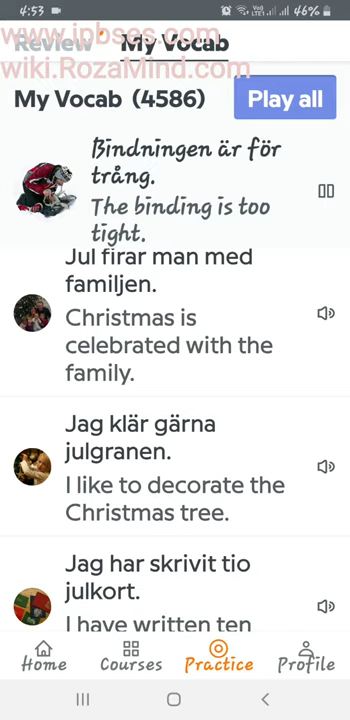 4:53
Vo))
LTE1
46%
www.ipbses.com
Review
My Vocab
wiki.RozaMind.com
My Vocab (4586)
Play all
Bindningen är för
trång.
The binding is too
tight.
Jul firar man med
familjen.
Christmas is
celebrated with the
family.
Jag klär gärna
julgranen.
I like to decorate the
Christmas tree.
Jag har skrivit tio
julkort.
I have written ten
Home
Courses
Practice
Profile